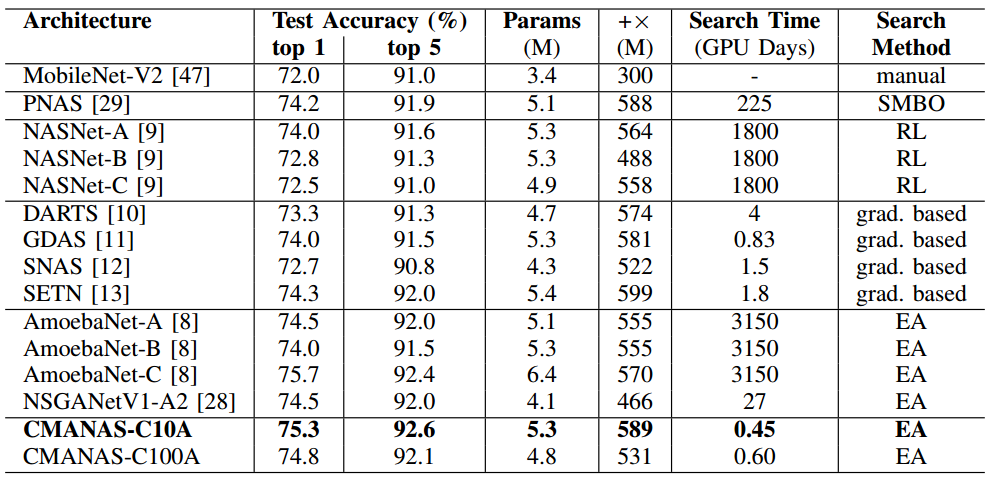 Architecture Test Accuracy (%) Params +× Search Time Search
top 1 top 5 (M) (M) (GPU Days) Method
MobileNet-V2 [47] 72.0 91.0 3.4 300 - manual
PNAS [29] 74.2 91.9 5.1 588 225 SMBO
NASNet-A [9] 74.0 91.6 5.3 564 1800 RL
NASNet-B [9] 72.8 91.3 5.3 488 1800 RL
NASNet-C [9] 72.5 91.0 4.9 558 1800 RL
DARTS [10] 73.3 91.3 4.7 574 4 grad. based
GDAS [11] 74.0 91.5 5.3 581 0.83 grad. based
SNAS [12] 72.7 90.8 4.3 522 1.5 grad. based
SETN [13] 74.3 92.0 5.4 599 1.8 grad. based
AmoebaNet-A [8] 74.5 92.0 5.1 555 3150 EA
AmoebaNet-B [8] 74.0 91.5 5.3 555 3150 EA
AmoebaNet-C [8] 75.7 92.4 6.4 570 3150 EA
NSGANetV1-A2 [28] 74.5 92.0 4.1 466 27 EA
CMANAS-C10A 75.3 92.6 5.3 589 0.45 EA
CMANAS-C100A 74.8 92.1 4.8 531 0.60 EA